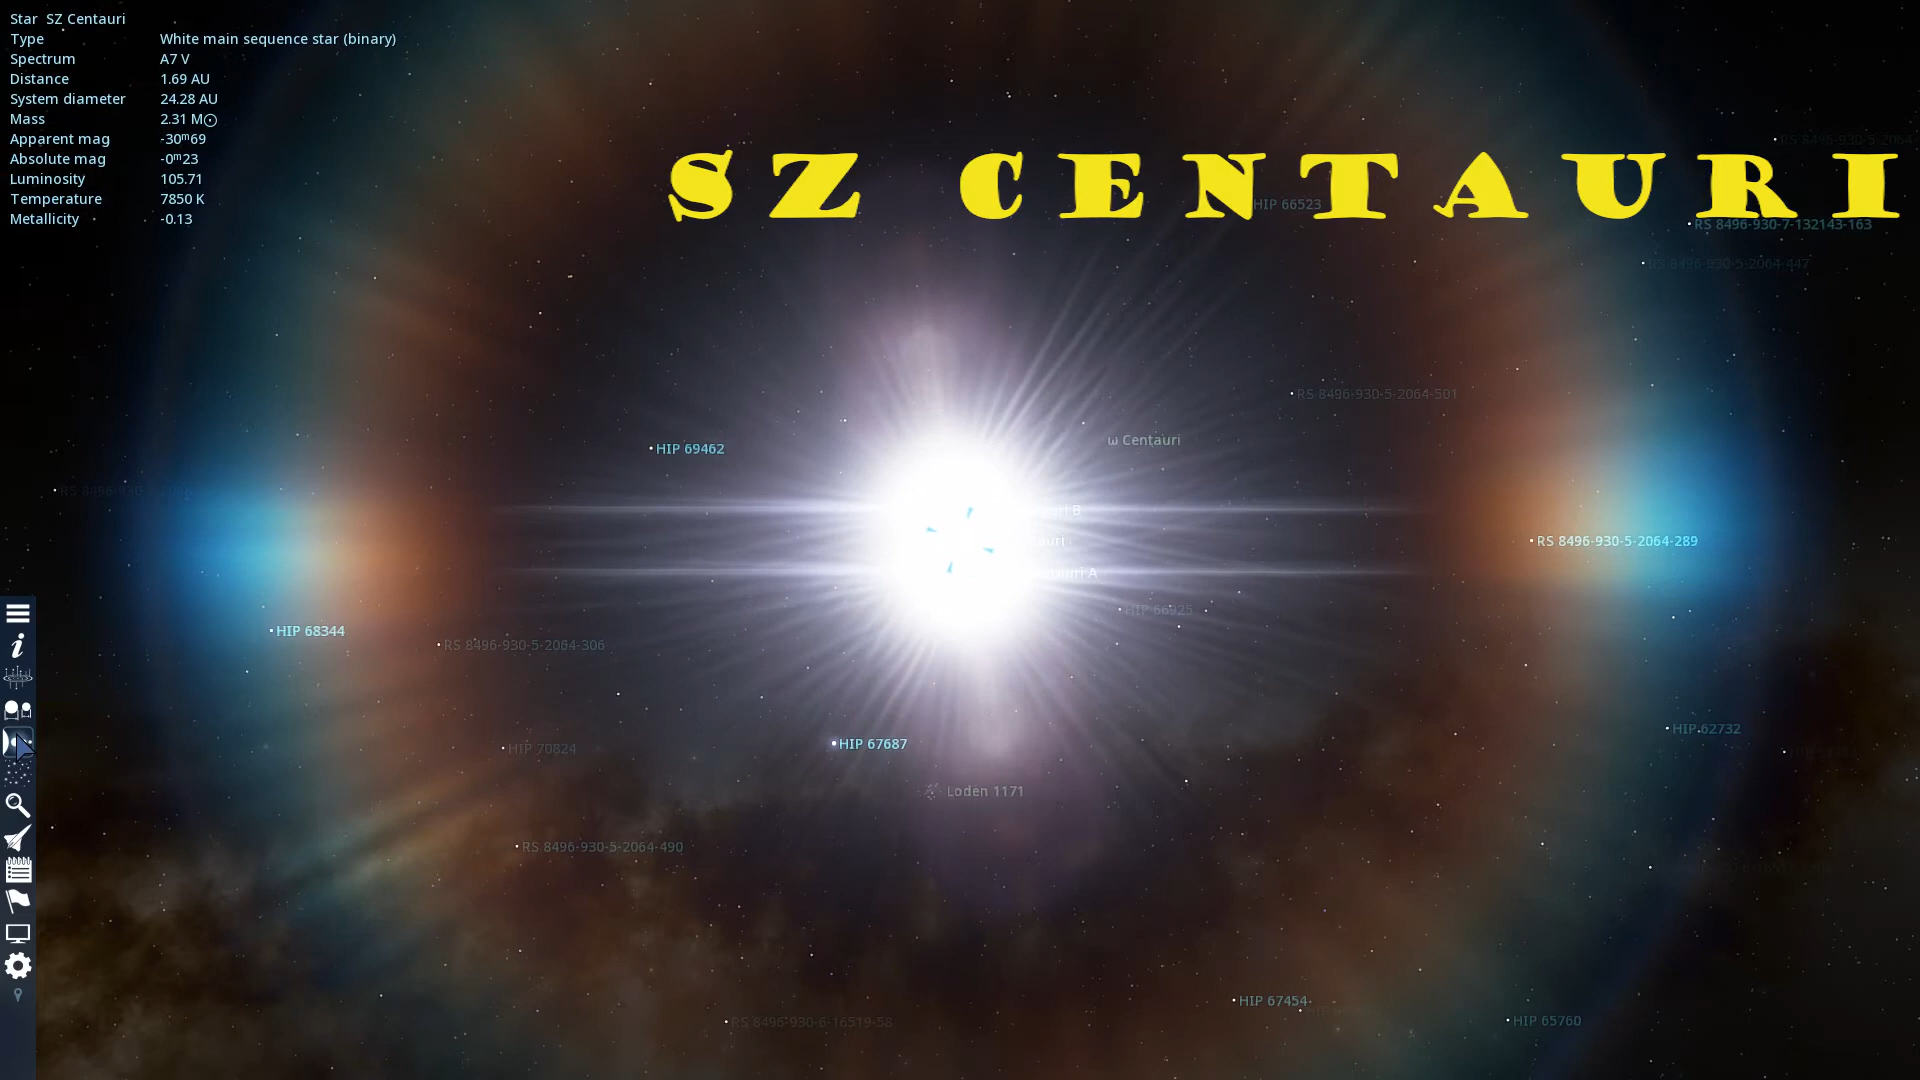 Star SZ Centauri
Type White main sequence star (binary)
Spectrum A7 V
Distance 1.69 AU
System diameter 24.28 AU
Mass 2.31 M☉
Apparent mag -30ᵐ69
Absolute mag -0ᵐ23
Luminosity 105.71
Temperature 7850 K
Metallicity -0.13
SZ CENTAURI
HIP 66523
RS 8496-930-7-132143-163
RS 8496-930-5-2064-447
RS 8496-930-5-2064-501
ω Centauri
HIP 69462
RS 8496-930-5-2064-289
HIP 66925
HIP 68344
RS 8496-930-5-2064-306
HIP 62732
HIP 67687
HIP 70824
Loden 1171
RS 8496-930-5-2064-490
HIP 67454
HIP 65760
RS 8496-930-6-16519-58